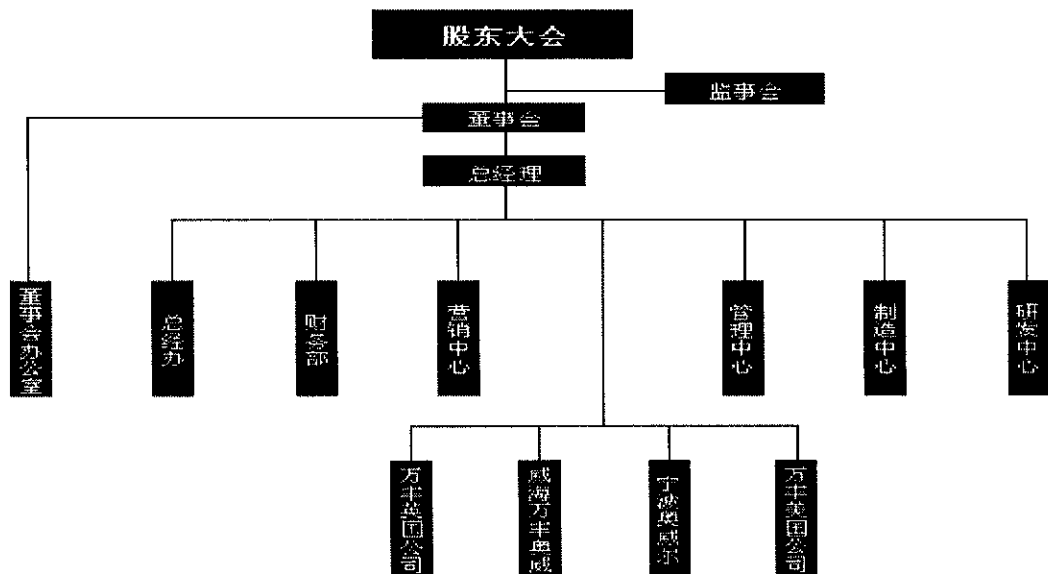 股东大会
监事会
董事会
总经理
董事会办公室
总经办
财务部
营销中心
管理中心
制造中心
研发中心
万丰英国公司
威海万丰奥威
宁波奥威尔
万丰美国公司